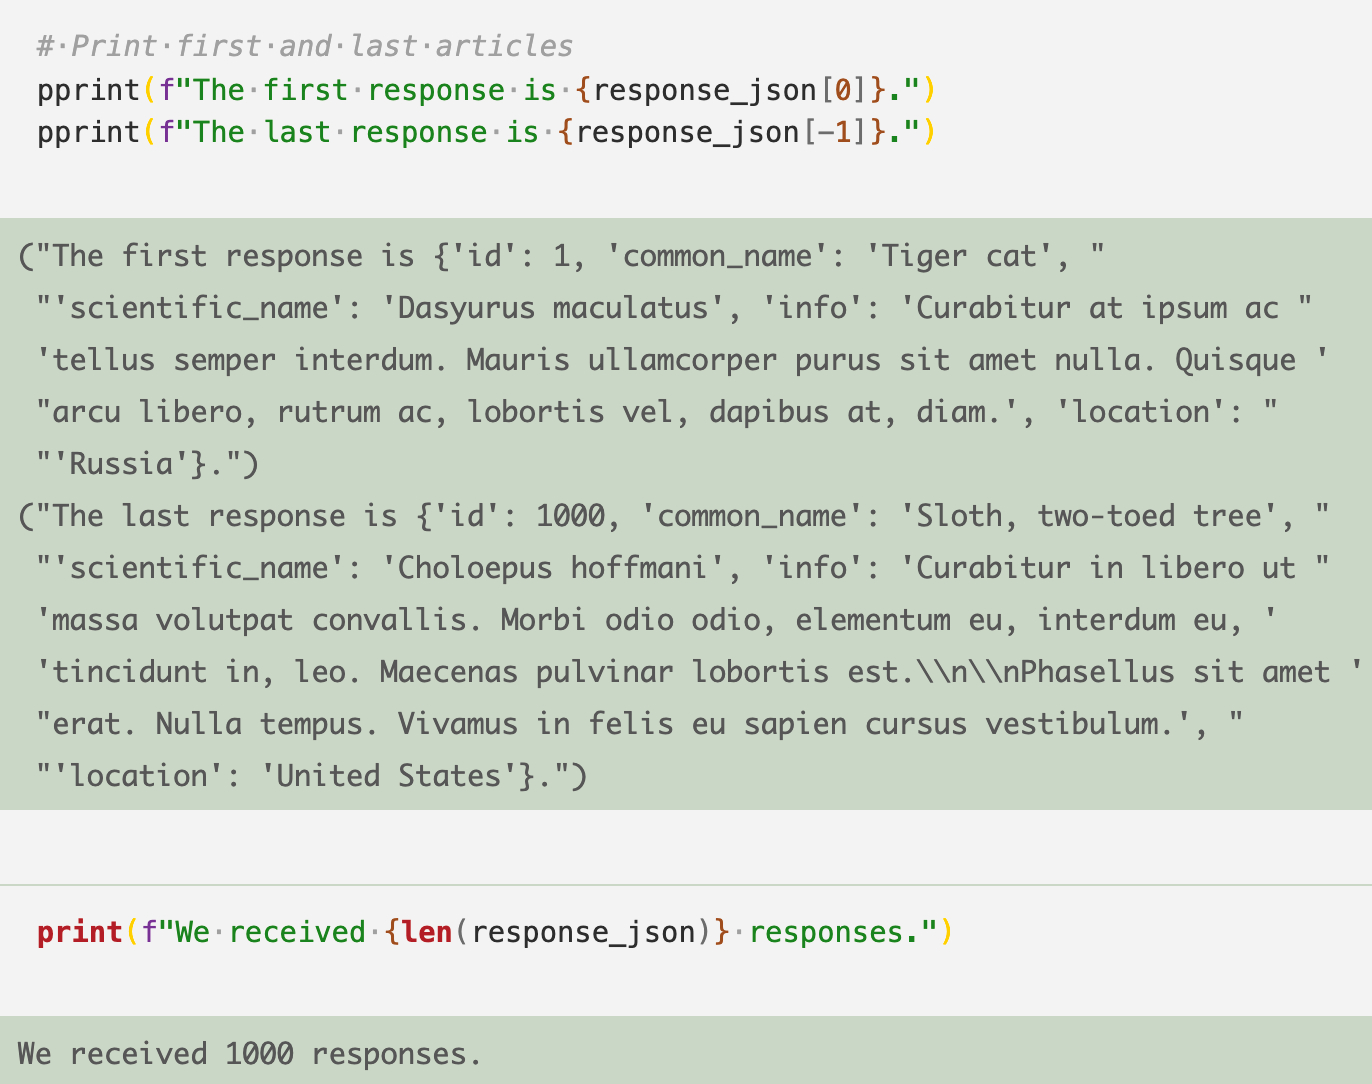 # Print first and last articles
pprint(f"The first response is {response_json[0]}.")
pprint(f"The last response is {response_json[-1]}.")
("The first response is {'id': 1, 'common_name': 'Tiger cat', "
"'scientific_name': 'Dasyurus maculatus', 'info': 'Curabitur at ipsum ac "
'tellus semper interdum. Mauris ullamcorper purus sit amet nulla. Quisque '
"arcu libero, rutrum ac, lobortis vel, dapibus at, diam.', 'location': "
"'Russia'}.")
("The last response is {'id': 1000, 'common_name': 'Sloth, two-toed tree', "
"'scientific_name': 'Choloepus hoffmani', 'info': 'Curabitur in libero ut "
'massa volutpat convallis. Morbi odio odio, elementum eu, interdum eu, '
'tincidunt in, leo. Maecenas pulvinar lobortis est.\\n\\nPhasellus sit amet '
"erat. Nulla tempus. Vivamus in felis eu sapien cursus vestibulum.', "
"'location': 'United States'}.")
print(f"We received {len(response_json)} responses.")
We received 1000 responses.